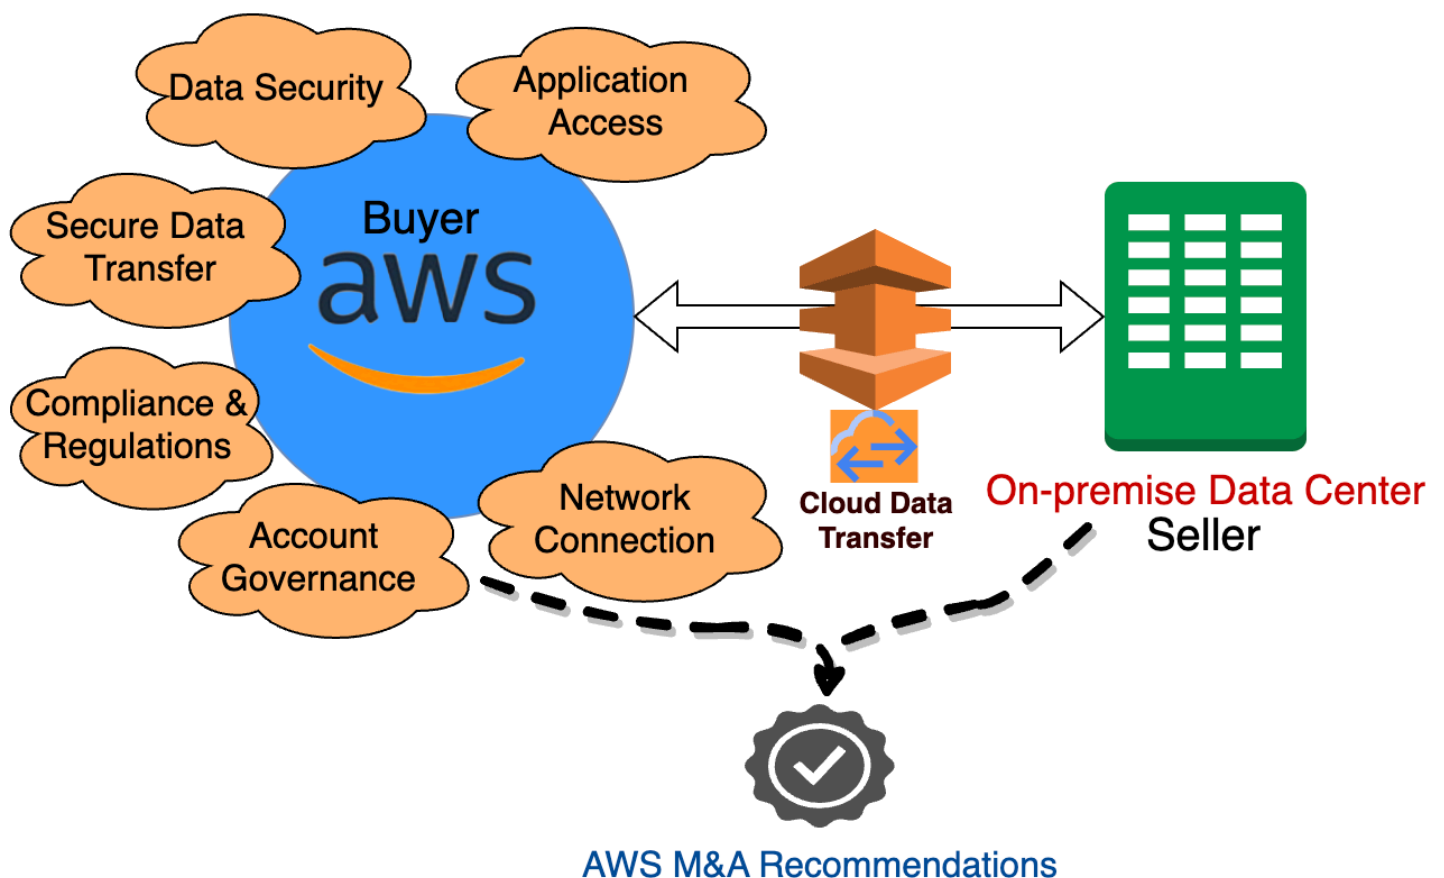 Data Security
Application
Access
Secure Data
Transfer
Buyer
aws
Compliance &
Regulations
Account
Governance
Network
Connection
Cloud Data
Transfer
On-premise Data Center
Seller
AWS M&A Recommendations